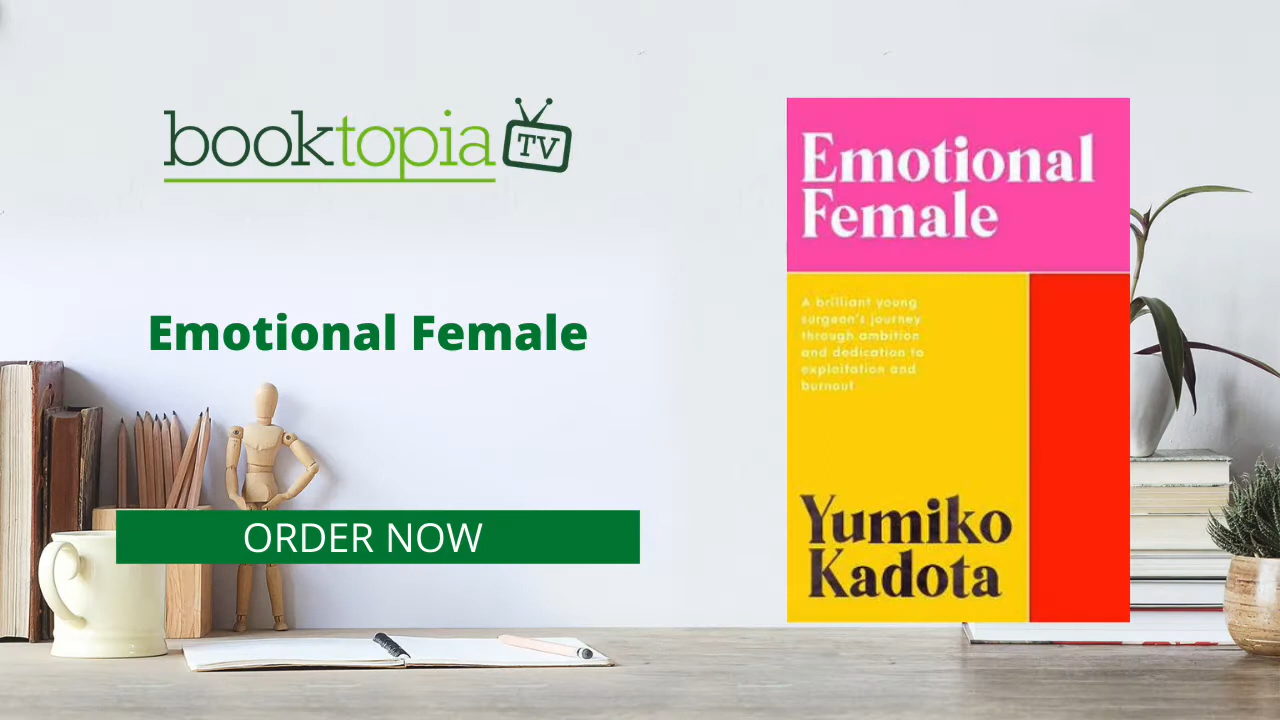 booktopia TV
Emotional Female
ORDER NOW
Emotional
Female
A brilliant young
surgeon's journey
through ambition
and dedication to
exploitation and
burnout
Yumiko
Kadota